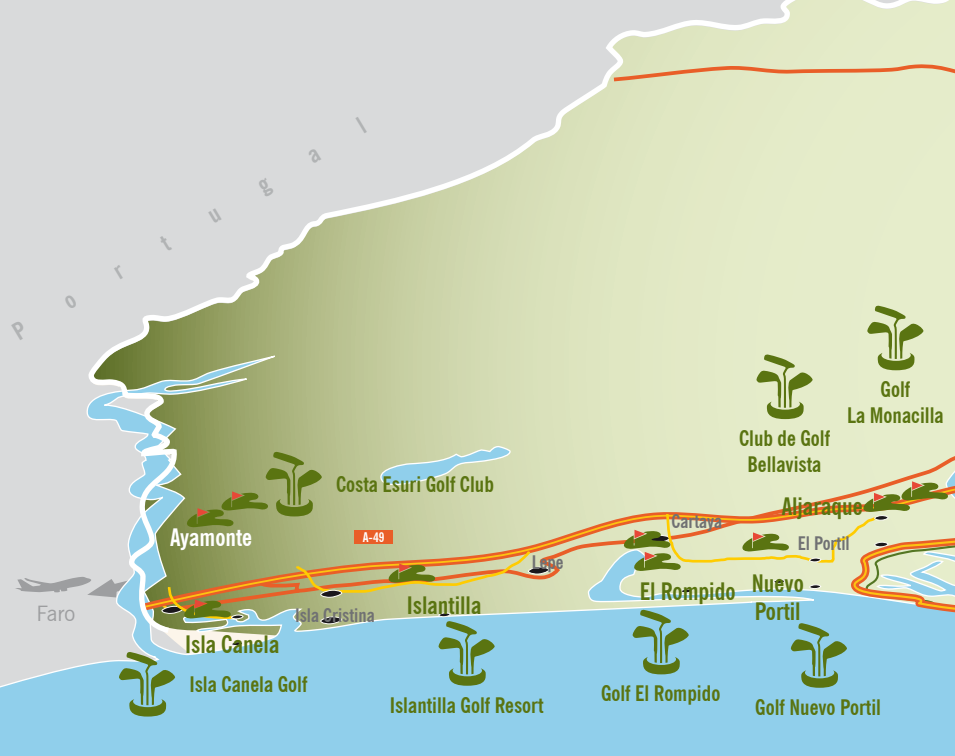 Portugal
Golf
La Monacilla
Club de Golf
Bellavista
Costa Esuri Golf Club
Aljaraque
Cartaya
Ayamonte
A-49
El Portil
Lepe
Faro
Isla Cristina
Islantilla
El Rompido
Nuevo
Portil
Isla Canela
Isla Canela Golf
Islantilla Golf Resort
Golf El Rompido
Golf Nuevo Portil